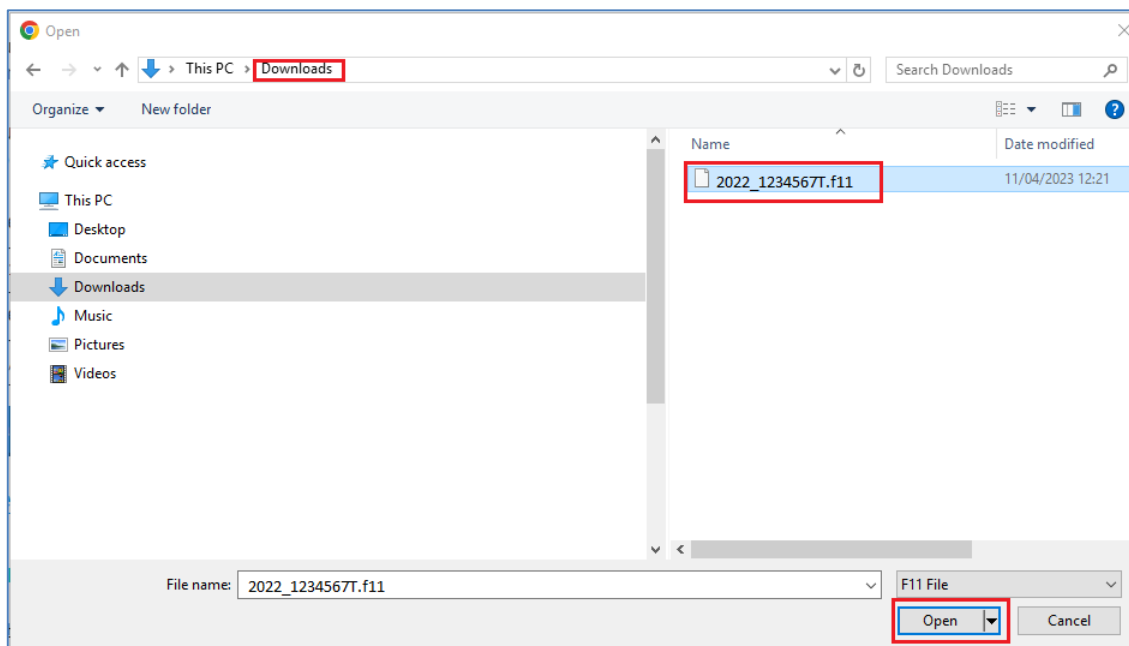 Open
This PC > Downloads
Search Downloads
Organize
New folder
Name
Date modified
Quick access
2022_1234567T.f11
11/04/2023 12:21
This PC
Desktop
Documents
Downloads
Music
Pictures
Videos
File name:
2022_1234567T.f11
F11 File
Open
Cancel